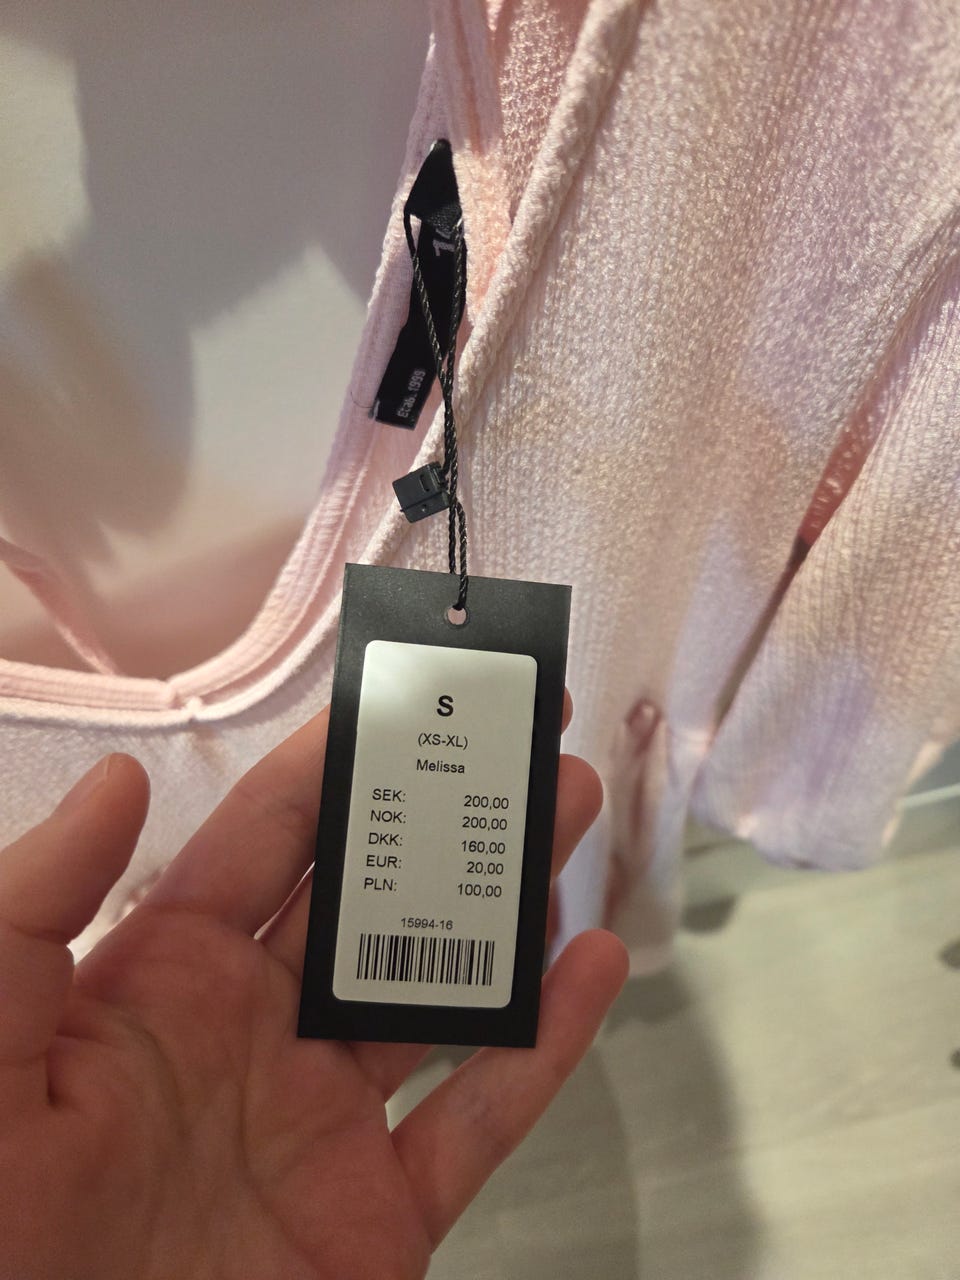 Etab. 1999
S
(XS-XL)
Melissa
SEK: 200,00
NOK: 200,00
DKK: 160,00
EUR: 20,00
PLN: 100,00
15994-16